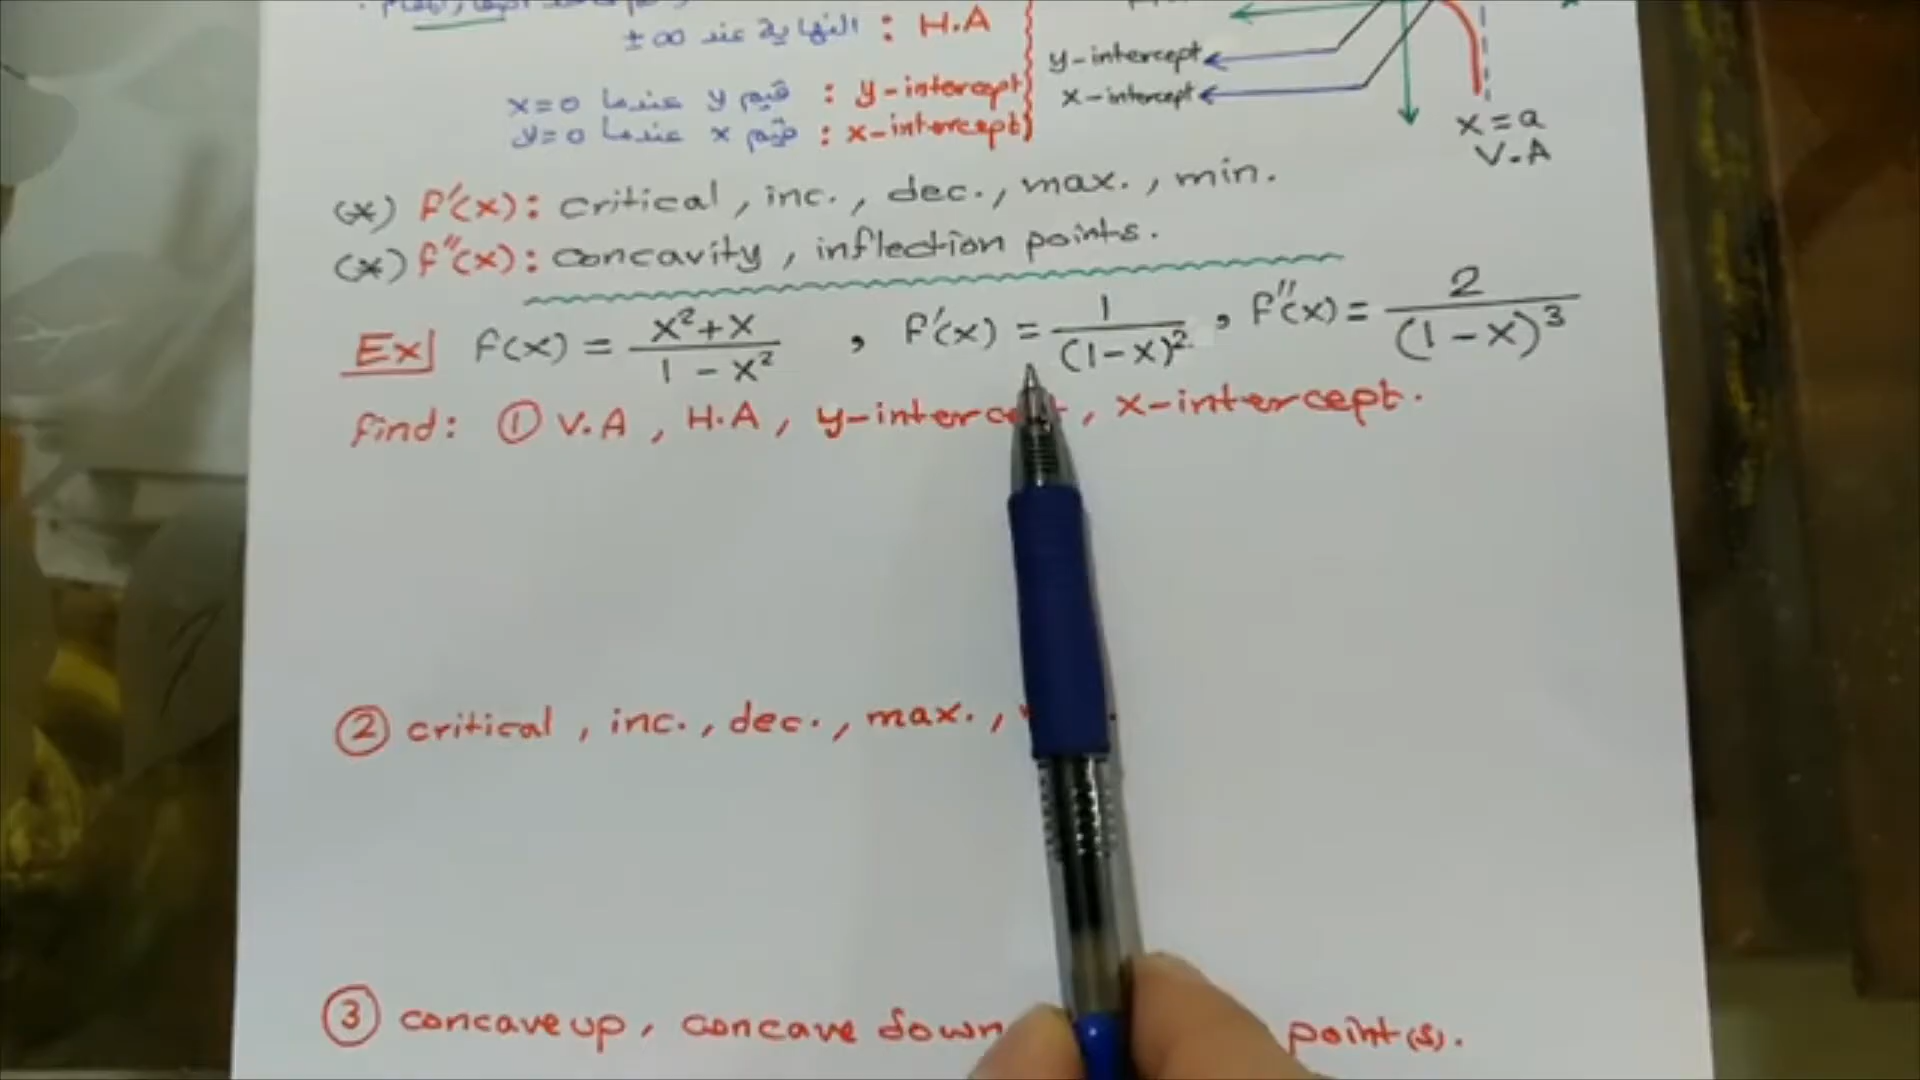 H.A : النهاية عند ±∞
y-intercept : قيم y عندما x=0
x-intercept : قيم x عندما y=0
y-intercept
x-intercept
x=a
V.A
(*) f'(x): critical, inc., dec., max., min.
(*) f''(x): concavity, inflection points.
Ex] f(x) = (x²+x)/(1-x²) , f'(x) = 1/(1-x)² , f''(x) = 2/(1-x)³
find: ① V.A, H.A, y-interce , x-intercept.
② critical, inc., dec., max.,
③ concave up, concave down point(s).